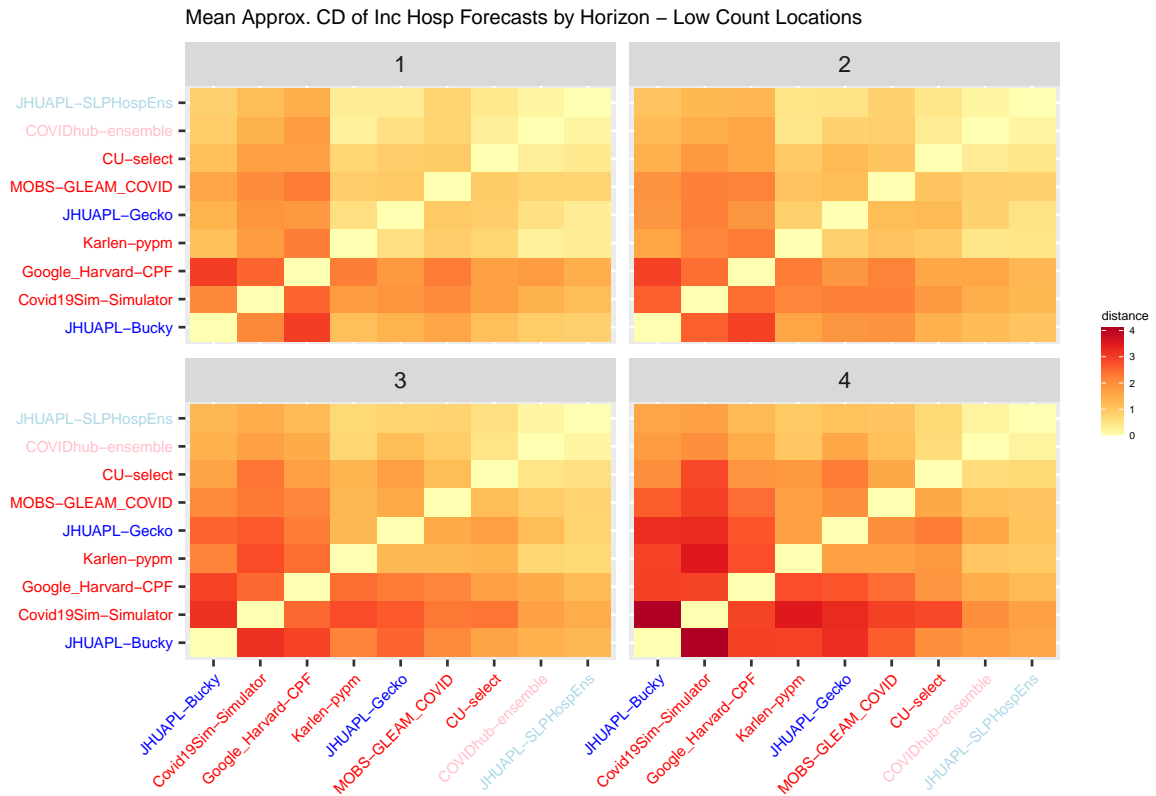 Mean Approx. CD of Inc Hosp Forecasts by Horizon − Low Count Locations
1
2
JHUAPL−SLPHospEns
COVIDhub−ensemble
CU−select
MOBS−GLEAM_COVID
JHUAPL−Gecko
Karlen−pypm
Google_Harvard−CPF
Covid19Sim−Simulator
JHUAPL−Bucky
distance
4
3
2
1
0
3
4
JHUAPL−SLPHospEns
COVIDhub−ensemble
CU−select
MOBS−GLEAM_COVID
JHUAPL−Gecko
Karlen−pypm
Google_Harvard−CPF
Covid19Sim−Simulator
JHUAPL−Bucky
JHUAPL−Bucky
Covid19Sim−Simulator
Google_Harvard−CPF
Karlen−pypm
JHUAPL−Gecko
MOBS−GLEAM_COVID
CU−select
COVIDhub−ensemble
JHUAPL−SLPHospEns
JHUAPL−Bucky
Covid19Sim−Simulator
Google_Harvard−CPF
Karlen−pypm
JHUAPL−Gecko
MOBS−GLEAM_COVID
CU−select
COVIDhub−ensemble
JHUAPL−SLPHospEns